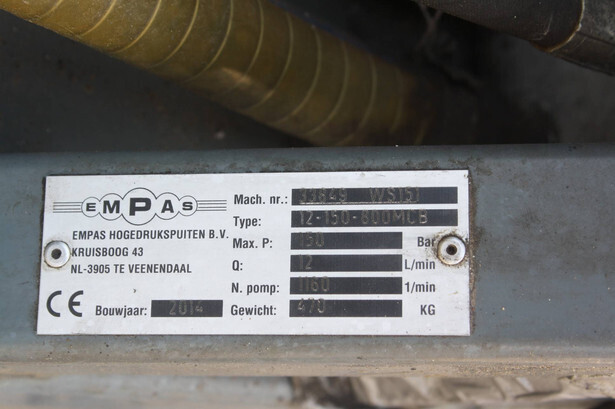 EMPAS
EMPAS HOGEDRUKSPUITEN B.V.
KRUISBOOG 43
NL-3905 TE VEENENDAAL
CE Bouwjaar: 2014
Mach. nr.: 33849 WS151
Type: 12-150-800MCB
Max. P: 150 Bar
Q: 12 L/min
N. pomp: 1160 1/min
Gewicht: 470 KG